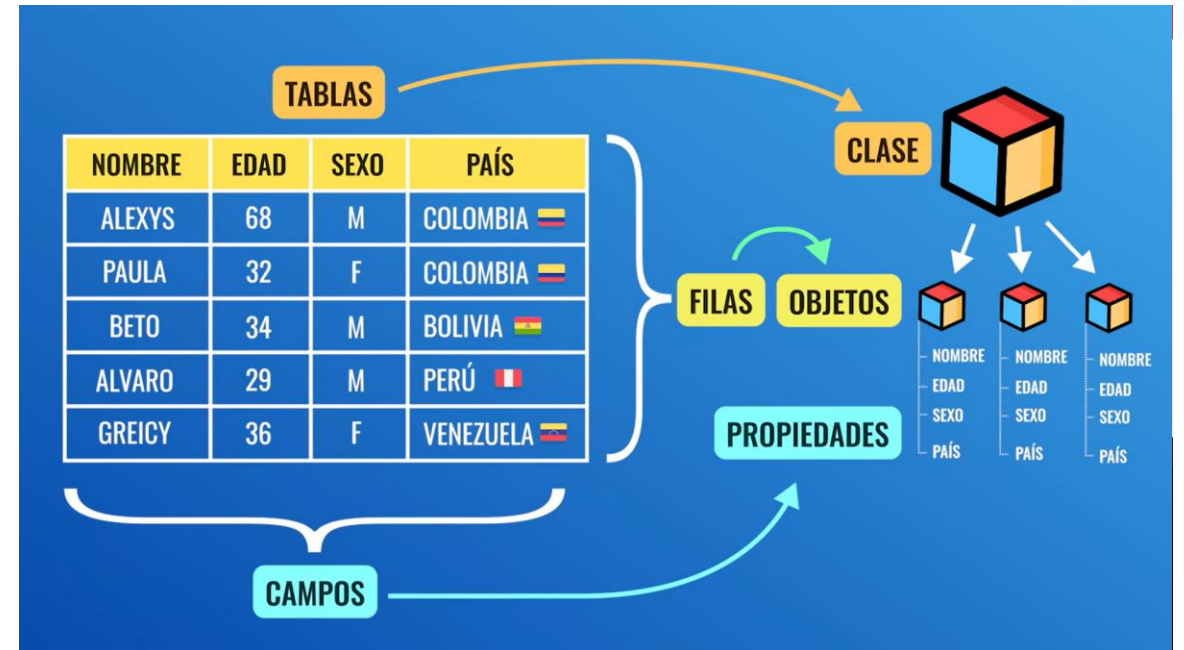 TABLAS
CLASE
NOMBRE EDAD SEXO PAÍS
ALEXYS 68 M COLOMBIA
PAULA 32 F COLOMBIA
BETO 34 M BOLIVIA
ALVARO 29 M PERÚ
GREICY 36 F VENEZUELA
FILAS OBJETOS
NOMBRE NOMBRE NOMBRE
EDAD EDAD EDAD
SEXO SEXO SEXO
PAÍS PAÍS PAÍS
PROPIEDADES
CAMPOS